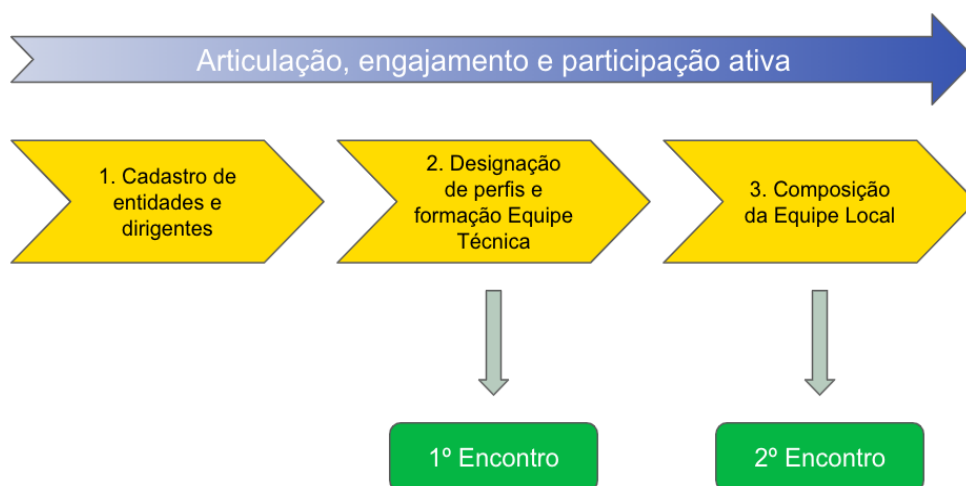 Articulação, engajamento e participação ativa
1. Cadastro de
entidades e
dirigentes
2. Designação
de perfis e
formação Equipe
Técnica
3. Composição
da Equipe Local
1º Encontro
2º Encontro